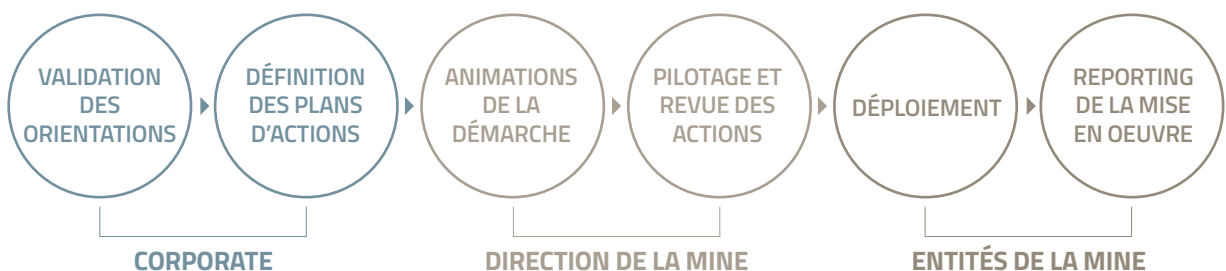 VALIDATION
DES
ORIENTATIONS
DÉFINITION
DES PLANS
D'ACTIONS
ANIMATIONS
DE LA
DÉMARCHE
PILOTAGE ET
REVUE DES
ACTIONS
DÉPLOIEMENT
REPORTING
DE LA MISE
EN OEUVRE
CORPORATE
DIRECTION DE LA MINE
ENTITÉS DE LA MINE